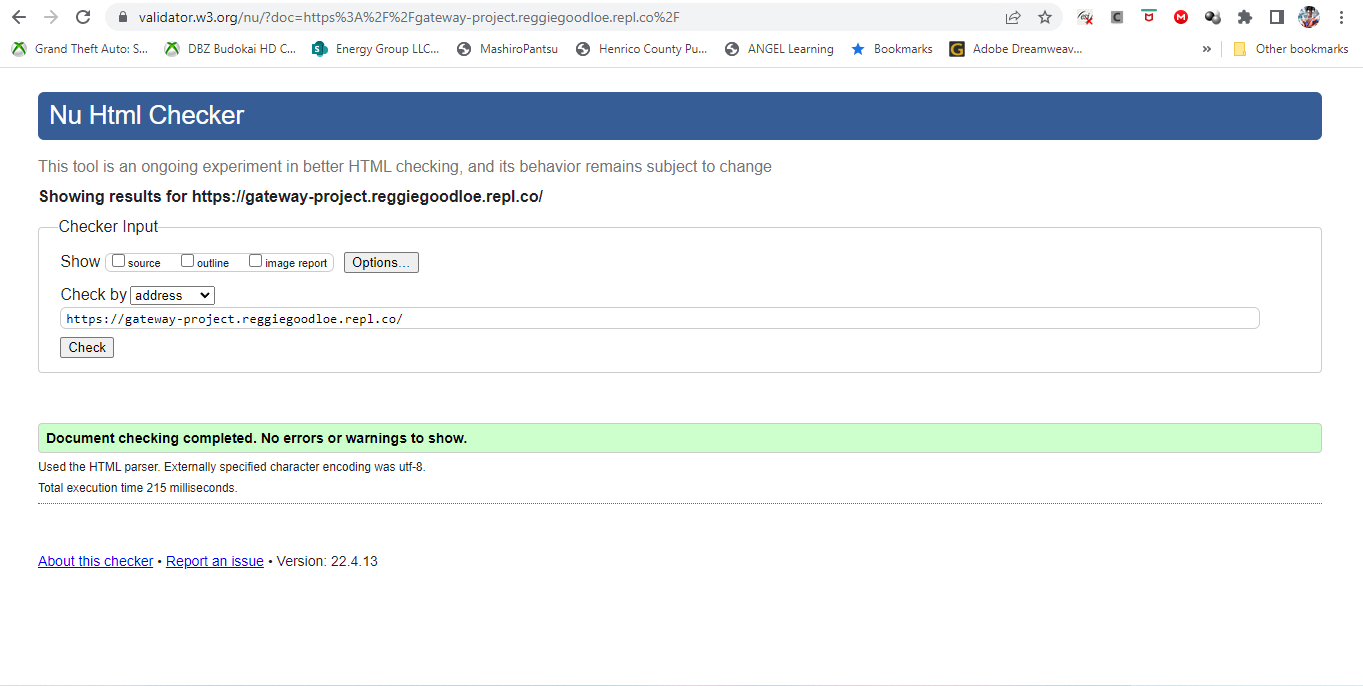 validator.w3.org/nu/?doc=https%3A%2F%2Fgateway-project.reggiegoodloe.repl.co%2F
Grand Theft Auto: S... DBZ Budokai HD C... Energy Group LLC... MashiroPantsu Henrico County Pu... ANGEL Learning Bookmarks Adobe Dreamweav... » Other bookmarks
Nu Html Checker
This tool is an ongoing experiment in better HTML checking, and its behavior remains subject to change
Showing results for https://gateway-project.reggiegoodloe.repl.co/
Checker Input
Show source outline image report Options...
Check by address
https://gateway-project.reggiegoodloe.repl.co/
Check
Document checking completed. No errors or warnings to show.
Used the HTML parser. Externally specified character encoding was utf-8.
Total execution time 215 milliseconds.
About this checker • Report an issue • Version: 22.4.13